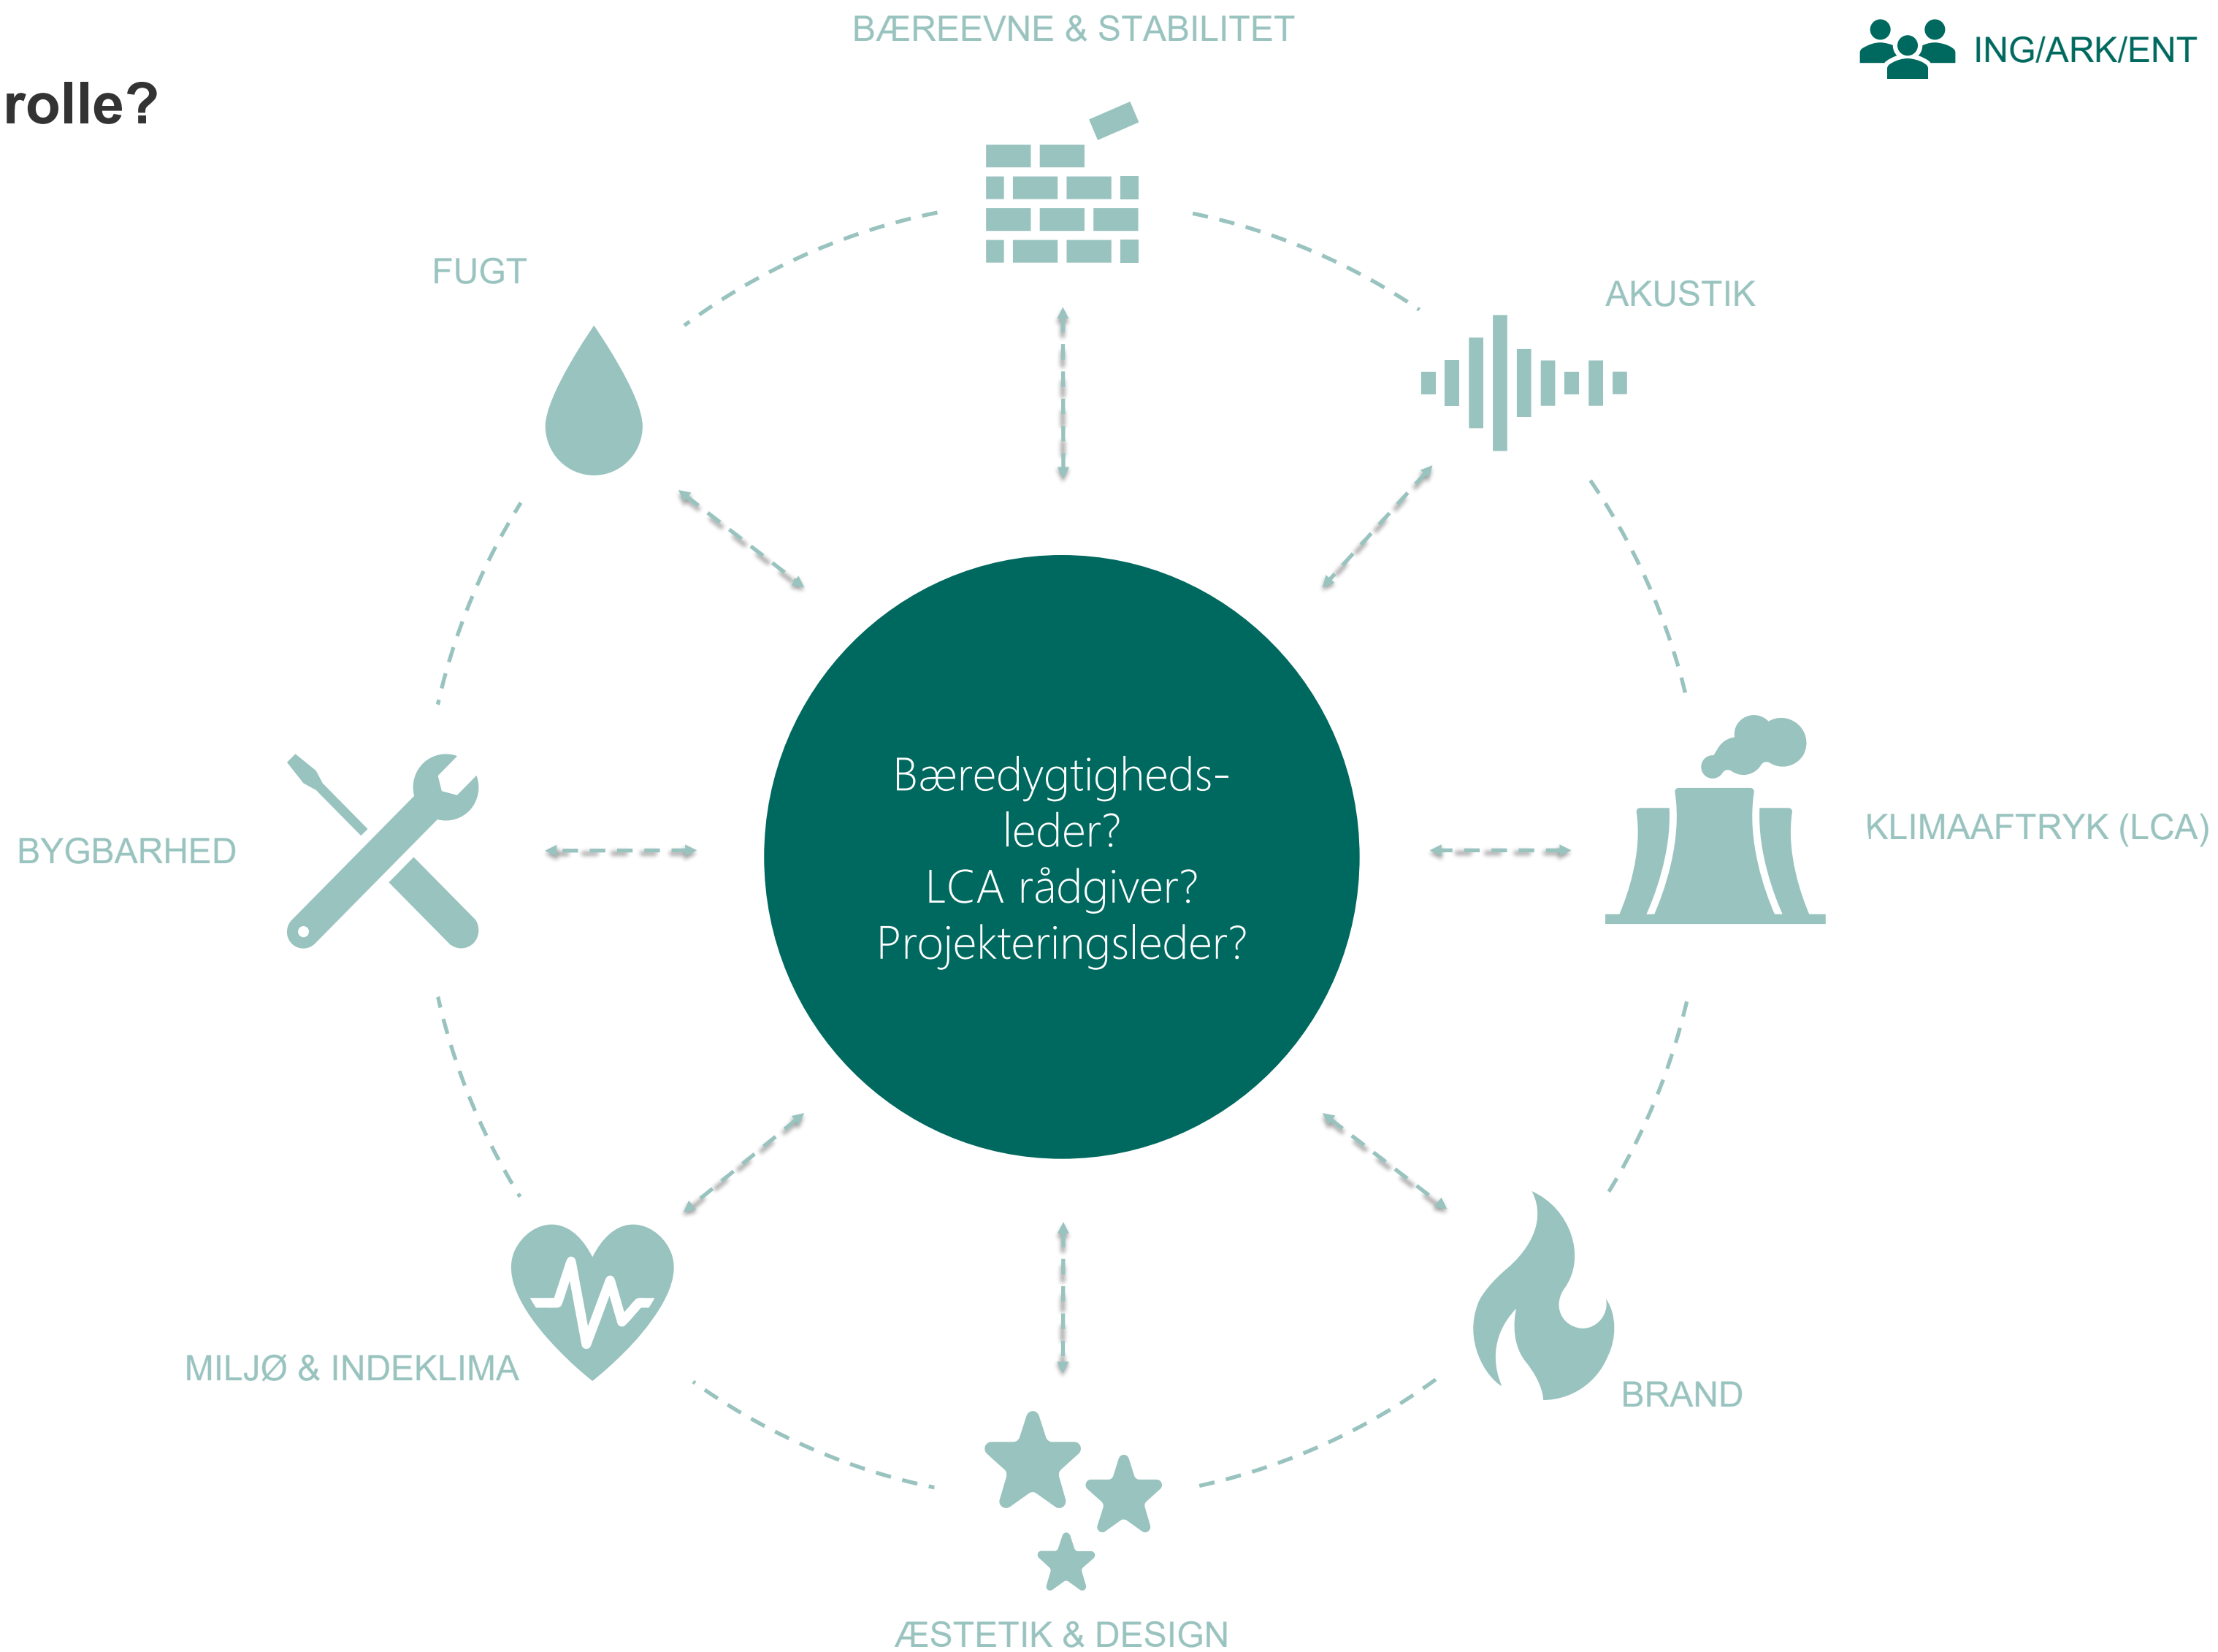 BÆREEVNE & STABILITET
ING/ARK/ENT
rolle?
FUGT
AKUSTIK
Bæredygtigheds-
leder?
LCA rådgiver?
Projekteringsleder?
BYGBARHED
KLIMAAFTRYK (LCA)
MILJØ & INDEKLIMA
BRAND
ÆSTETIK & DESIGN